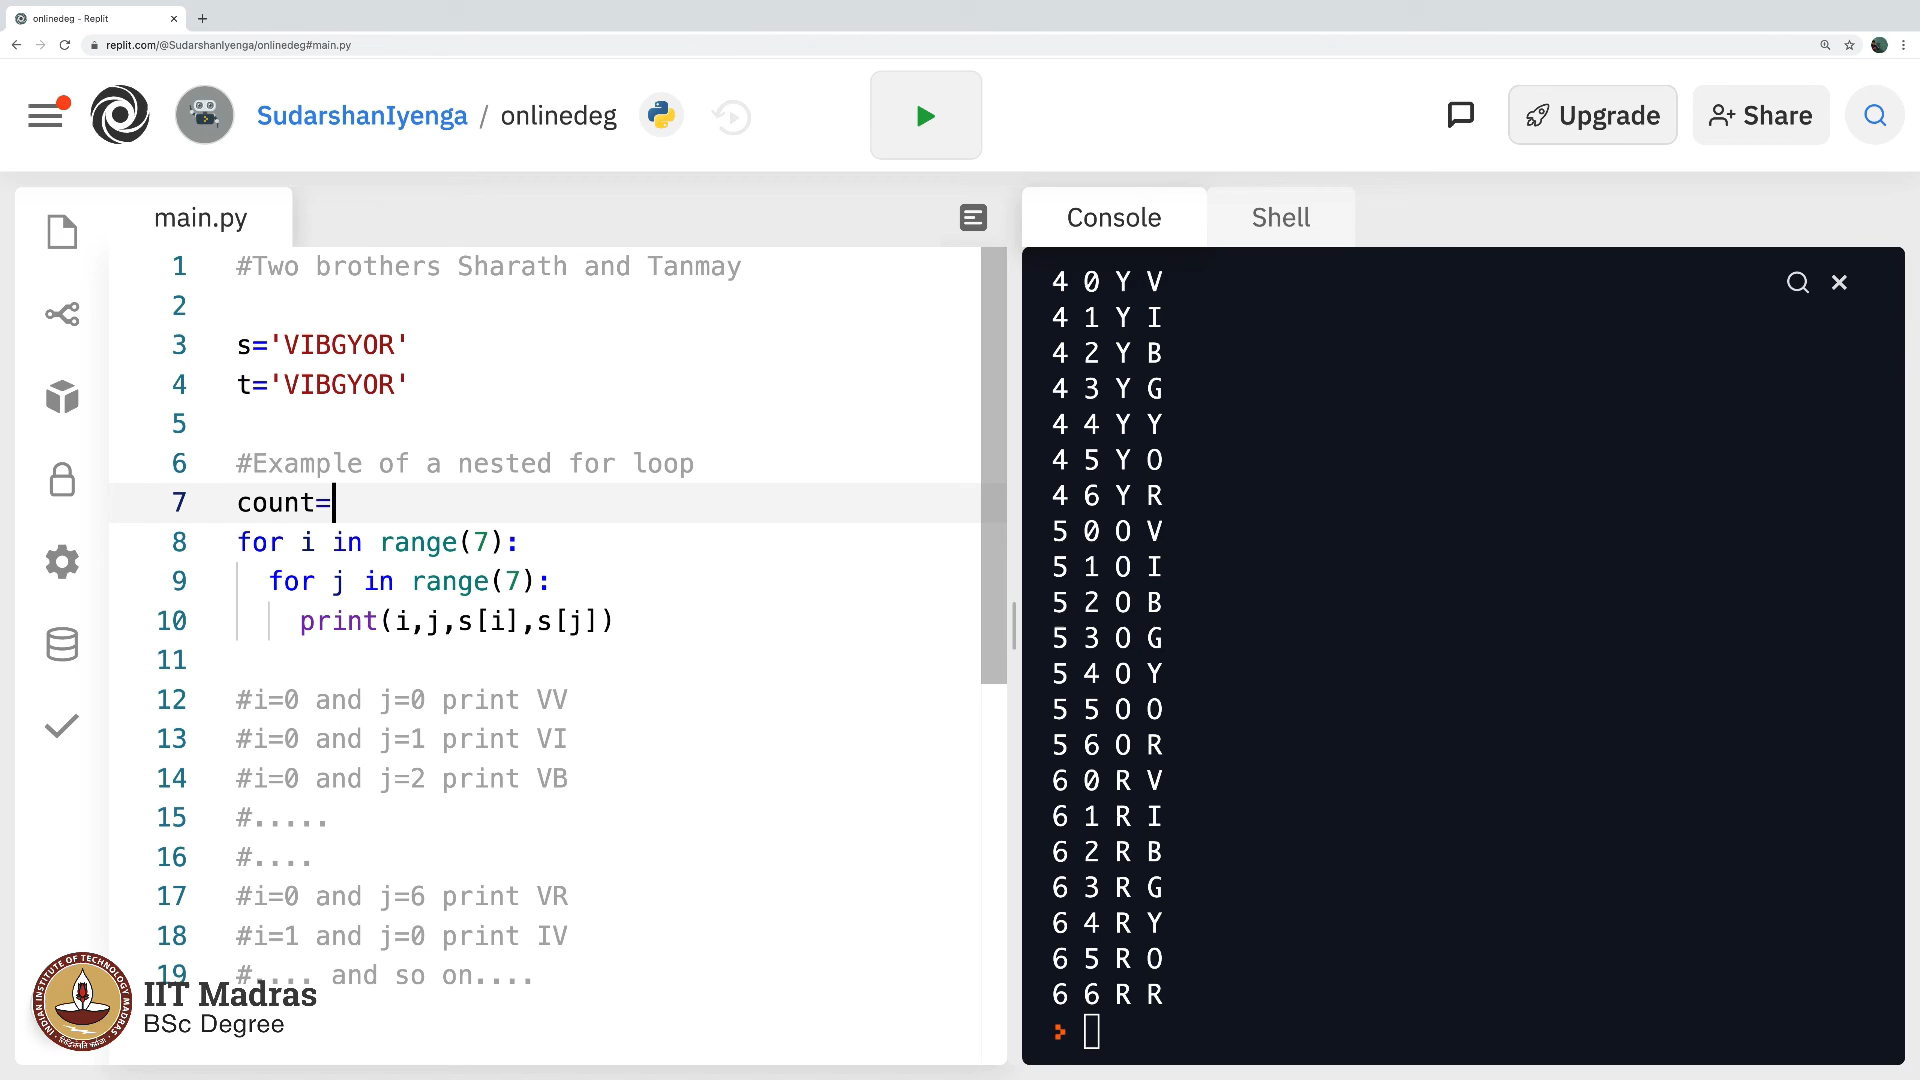 onlinedeg - Replit
replit.com/@SudarshanIyenga/onlinedeg#main.py
SudarshanIyenga / onlinedeg
Upgrade
Share
main.py
1 #Two brothers Sharath and Tanmay
2
3 s='VIBGYOR'
4 t='VIBGYOR'
5
6 #Example of a nested for loop
7 count=
8 for i in range(7):
9 for j in range(7):
10 print(i,j,s[i],s[j])
11
12 #i=0 and j=0 print VV
13 #i=0 and j=1 print VI
14 #i=0 and j=2 print VB
15 #.....
16 #....
17 #i=0 and j=6 print VR
18 #i=1 and j=0 print IV
19 #.... and so on....
IIT Madras
BSc Degree
Console
Shell
4 0 Y V
4 1 Y I
4 2 Y B
4 3 Y G
4 4 Y Y
4 5 Y O
4 6 Y R
5 0 O V
5 1 O I
5 2 O B
5 3 O G
5 4 O Y
5 5 O O
5 6 O R
6 0 R V
6 1 R I
6 2 R B
6 3 R G
6 4 R Y
6 5 R O
6 6 R R